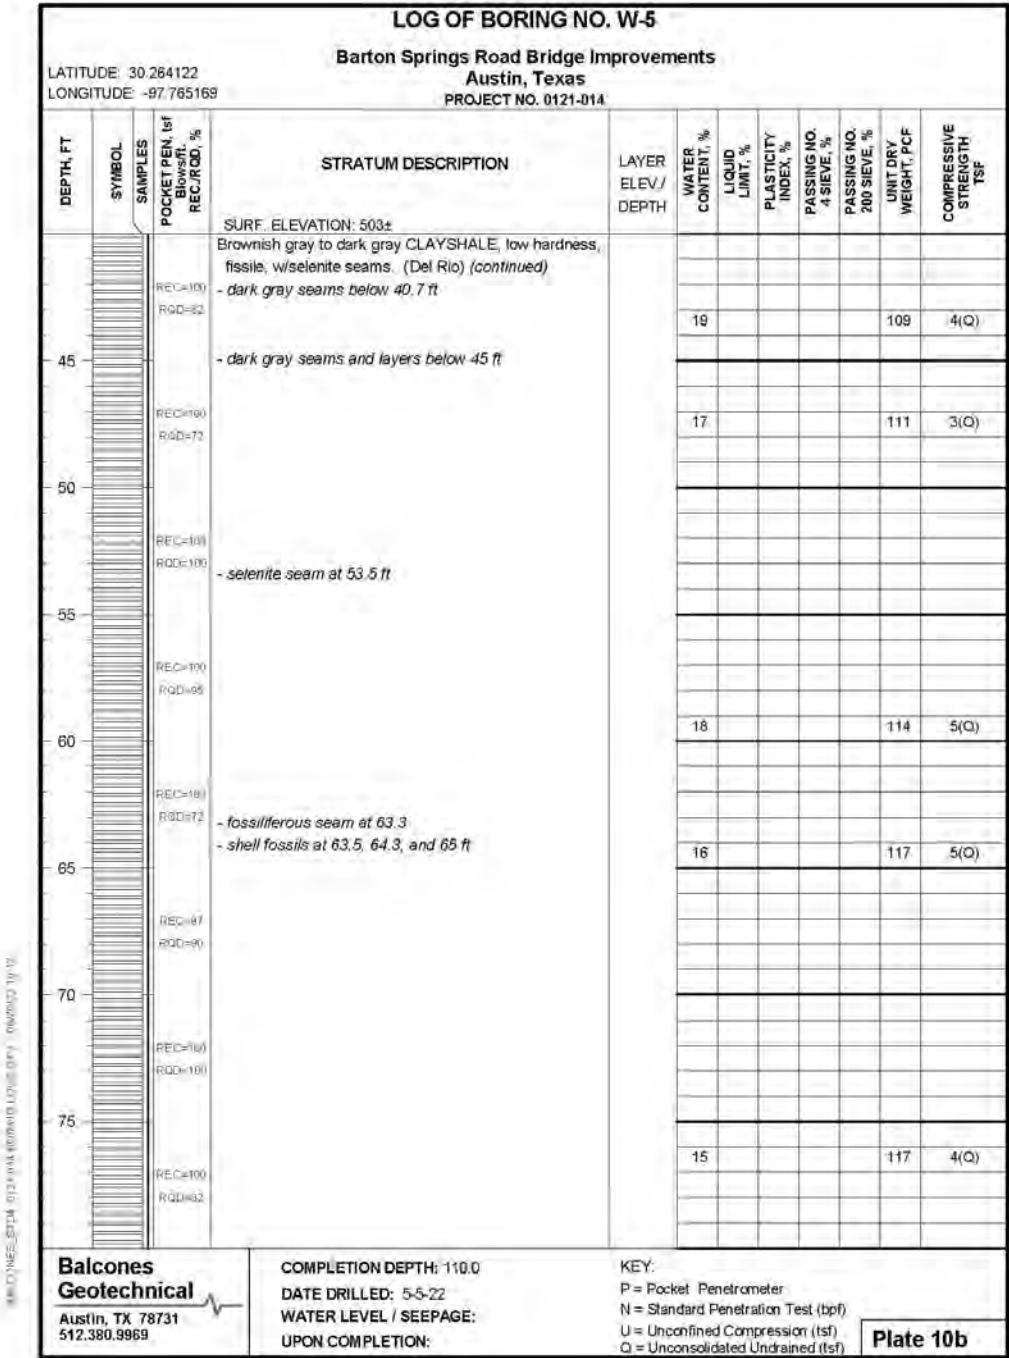 LOG OF BORING NO. W-5
Barton Springs Road Bridge Improvements
Austin, Texas
PROJECT NO. 0121-014
LATITUDE: 30.264122
LONGITUDE: -97.765169
DEPTH, FT
SYMBOL
SAMPLES
POCKET PEN, tsf
Blows/ft.
REC./RQD, %
STRATUM DESCRIPTION
SURF. ELEVATION: 503±
LAYER
ELEV./
DEPTH
WATER
CONTENT, %
LIQUID
LIMIT, %
PLASTICITY
INDEX, %
PASSING NO.
4 SIEVE, %
PASSING NO.
200 SIEVE, %
UNIT DRY
WEIGHT, PCF
COMPRESSIVE
STRENGTH
TSF
Brownish gray to dark gray CLAYSHALE, low hardness,
fissile, w/selenite seams. (Del Rio) (continued)
REC=100 - dark gray seams below 40.7 ft
RQD=82
19 109 4(Q)
45 - dark gray seams and layers below 45 ft
REC=100
17 111 3(Q)
RQD=72
50
REC=100
RQD=100
- selenite seam at 53.5 ft
55
REC=100
RQD=95
18 114 5(Q)
60
REC=100
RQD=72
- fossiliferous seam at 63.3
- shell fossils at 63.5, 64.3, and 65 ft
16 117 5(Q)
65
REC=97
RQD=90
70
REC=100
RQD=100
75
15 117 4(Q)
REC=100
RQD=82
Balcones
Geotechnical
Austin, TX 78731
512.380.9969
COMPLETION DEPTH: 110.0
DATE DRILLED: 5-5-22
WATER LEVEL / SEEPAGE:
UPON COMPLETION:
KEY:
P = Pocket Penetrometer
N = Standard Penetration Test (bpf)
U = Unconfined Compression (tsf)
Q = Unconsolidated Undrained (tsf)
Plate 10b